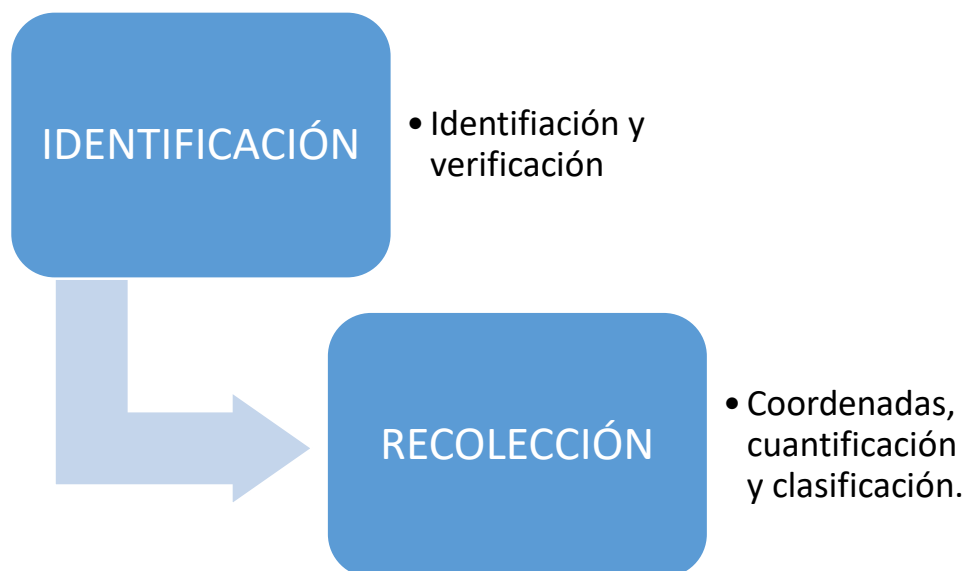 IDENTIFICACIÓN
• Identifiación y
verificación
RECOLECCIÓN
• Coordenadas,
cuantificación
y clasificación.